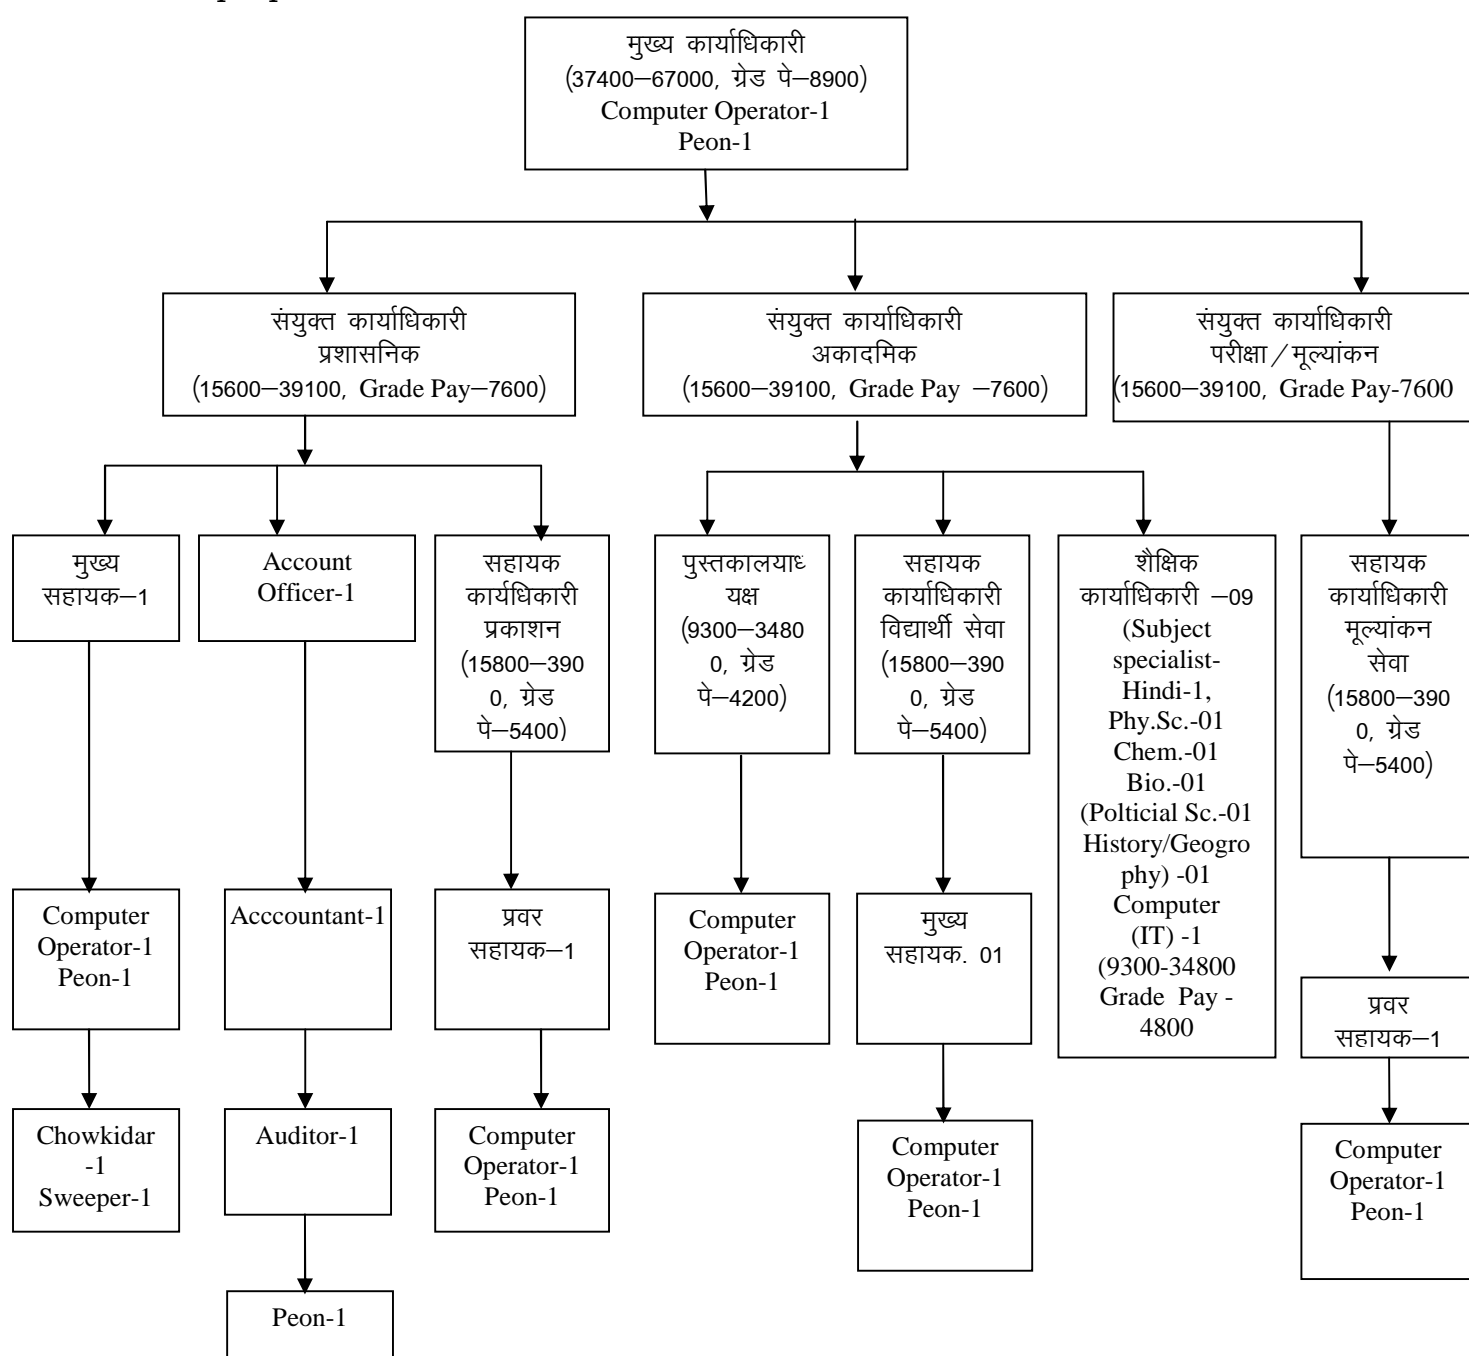 मुख्य कार्याधिकारी
(37400–67000, ग्रेड पे–8900)
Computer Operator-1
Peon-1
संयुक्त कार्याधिकारी
प्रशासनिक
(15600–39100, Grade Pay–7600)
संयुक्त कार्याधिकारी
अकादमिक
(15600–39100, Grade Pay –7600)
संयुक्त कार्याधिकारी
परीक्षा/मूल्यांकन
(15600–39100, Grade Pay-7600
मुख्य
सहायक–1
Account
Officer-1
सहायक
कार्यधिकारी
प्रकाशन
(15800–390
0, ग्रेड
पे–5400)
पुस्तकालयाध्
यक्ष
(9300–3480
0, ग्रेड
पे–4200)
सहायक
कार्याधिकारी
विद्यार्थी सेवा
(15800–390
0, ग्रेड
पे–5400)
शैक्षिक
कार्याधिकारी –09
(Subject
specialist-
Hindi-1,
Phy.Sc.-01
Chem.-01
Bio.-01
(Polticial Sc.-01
History/Geogro
phy) -01
Computer
(IT) -1
(9300-34800
Grade Pay -
4800
सहायक
कार्याधिकारी
मूल्यांकन
सेवा
(15800–390
0, ग्रेड
पे–5400)
Computer
Operator-1
Peon-1
Acccountant-1
प्रवर
सहायक–1
Computer
Operator-1
Peon-1
मुख्य
सहायक. 01
प्रवर
सहायक–1
Chowkidar
-1
Sweeper-1
Auditor-1
Computer
Operator-1
Peon-1
Computer
Operator-1
Peon-1
Computer
Operator-1
Peon-1
Peon-1